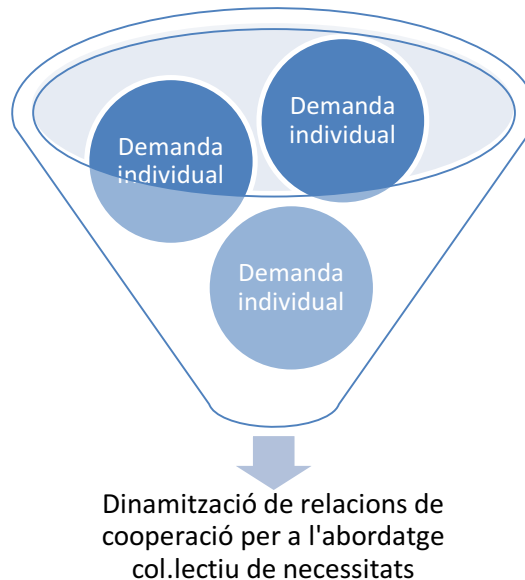 Demanda
individual
Demanda
individual
Demanda
individual
Dinamització de relacions de
cooperació per a l'abordatge
col.lectiu de necessitats